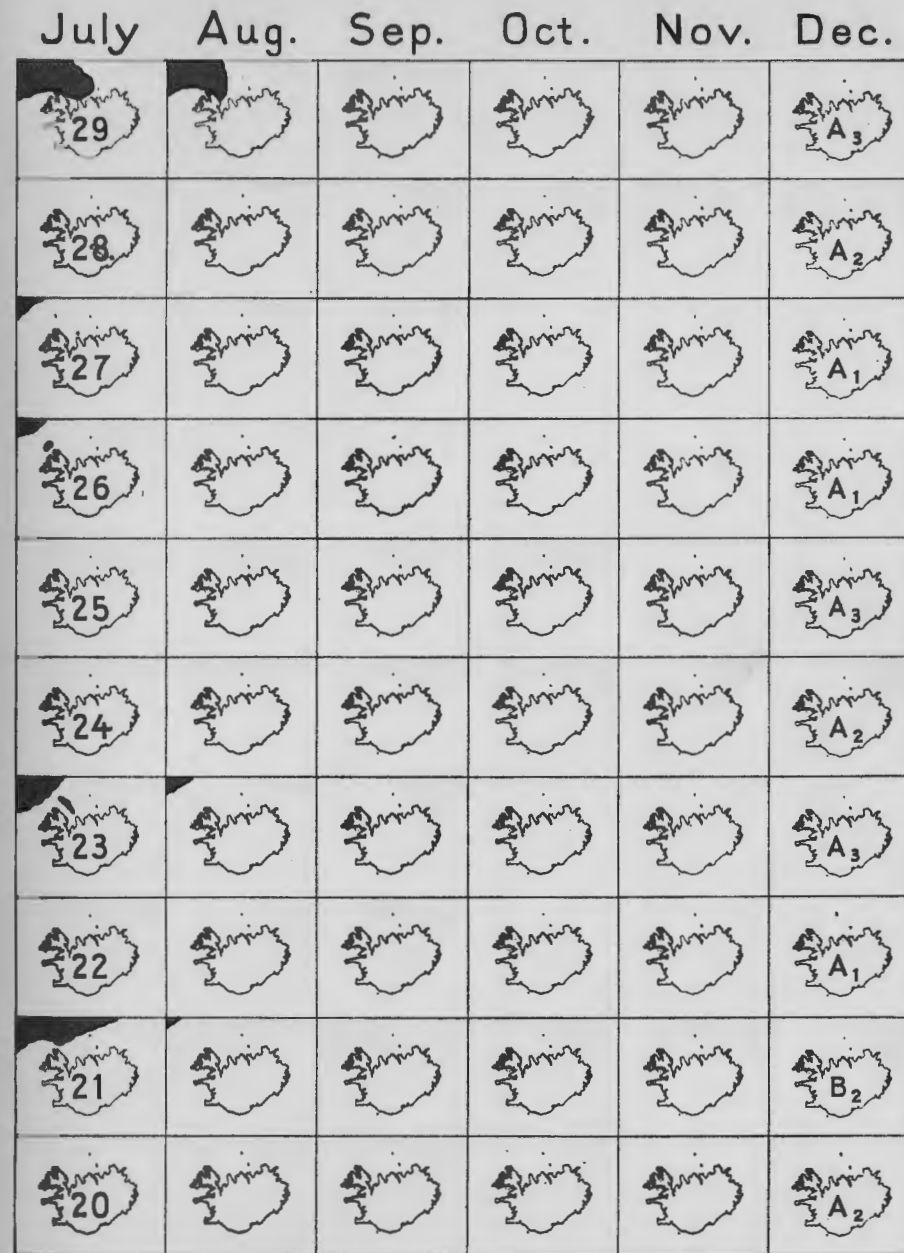 July Aug. Sep. Oct. Nov. Dec.
29 A₃
28 A₂
27 A₁
26 A₁
25 A₃
24 A₂
23 A₃
22 A₁
21 B₂
20 A₂